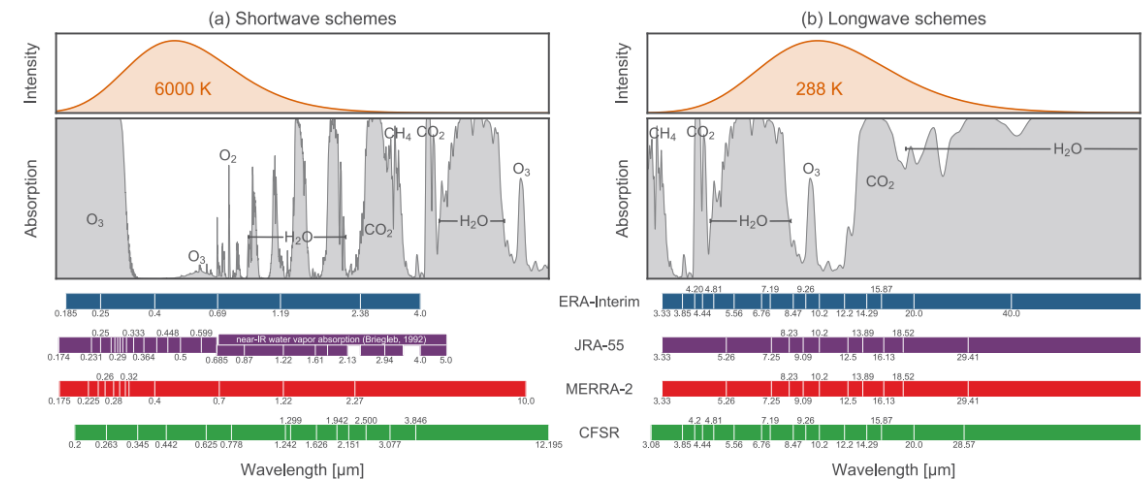 (a) Shortwave schemes
(b) Longwave schemes
Intensity
6000 K
Intensity
288 K
Absorption
O3
O3
O2
H2O
CO2
CH4
CO2
H2O
O3
Absorption
CH4
CO2
H2O
O3
CO2
H2O
ERA-Interim
0.185 0.25 0.4 0.69 1.19 2.38 4.0
4.20 4.81 7.19 9.26 15.87
3.33 3.85 4.44 5.56 6.76 8.47 10.2 12.2 14.29 20.0 40.0
JRA-55
0.25 0.333 0.448 0.599
near-IR water vapor absorption (Briegleb, 1992)
0.174 0.231 0.29 0.364 0.5 0.685 0.87 1.22 1.61 2.13 2.94 4.0 5.0
8.23 10.2 13.89 18.52
3.33 5.26 7.25 9.09 12.5 16.13 29.41
MERRA-2
0.26 0.32
0.175 0.225 0.28 0.4 0.7 1.22 2.27 10.0
8.23 10.2 13.89 18.52
3.33 5.26 7.25 9.09 12.5 16.13 29.41
CFSR
1.299 1.942 2.500 3.846
0.2 0.263 0.345 0.442 0.625 0.778 1.242 1.626 2.151 3.077 12.195
4.2 4.81 7.19 9.26 15.87
3.08 3.85 4.44 5.56 6.76 8.47 10.2 12.2 14.29 20.0 28.57
Wavelength [μm]
Wavelength [μm]